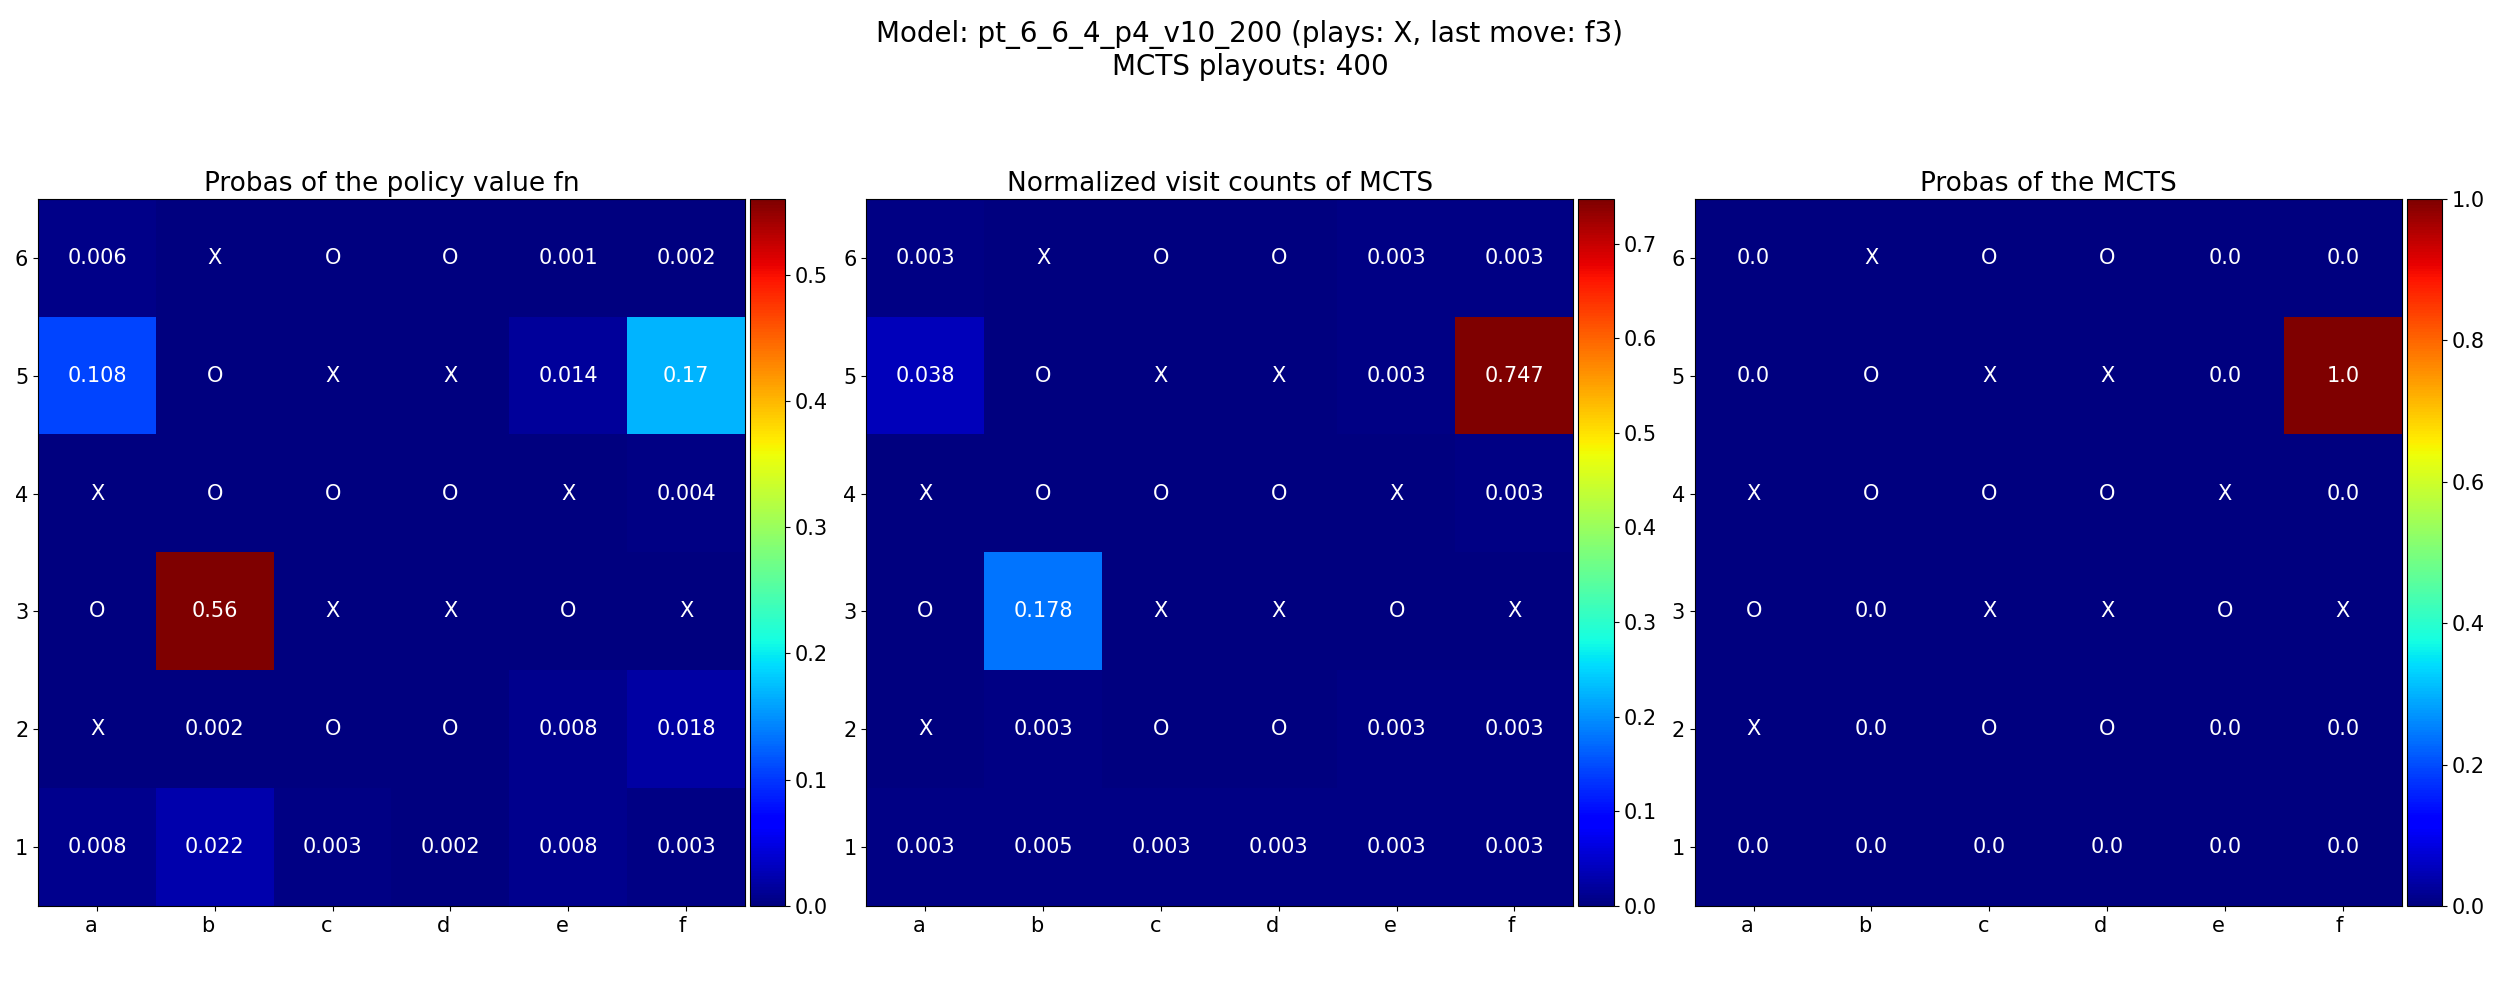 Model: pt_6_6_4_p4_v10_200 (plays: X, last move: f3)
MCTS playouts: 400
Probas of the policy value fn
6 0.006 X O O 0.001 0.002
5 0.108 O X X 0.014 0.17
4 X O O O X 0.004
3 O 0.56 X X O X
2 X 0.002 O O 0.008 0.018
1 0.008 0.022 0.003 0.002 0.008 0.003
a b c d e f
0.5
0.4
0.3
0.2
0.1
0.0
Normalized visit counts of MCTS
6 0.003 X O O 0.003 0.003
5 0.038 O X X 0.003 0.747
4 X O O O X 0.003
3 O 0.178 X X O X
2 X 0.003 O O 0.003 0.003
1 0.003 0.005 0.003 0.003 0.003 0.003
a b c d e f
0.7
0.6
0.5
0.4
0.3
0.2
0.1
0.0
Probas of the MCTS
6 0.0 X O O 0.0 0.0
5 0.0 O X X 0.0 1.0
4 X O O O X 0.0
3 O 0.0 X X O X
2 X 0.0 O O 0.0 0.0
1 0.0 0.0 0.0 0.0 0.0 0.0
a b c d e f
1.0
0.8
0.6
0.4
0.2
0.0